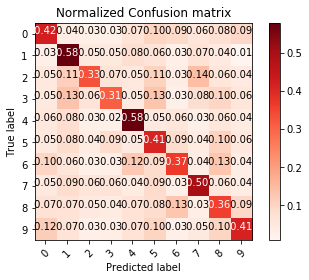 Normalized Confusion matrix
True label
0 0.42 0.04 0.03 0.03 0.07 0.10 0.09 0.06 0.08 0.09
1 0.03 0.58 0.05 0.05 0.08 0.06 0.03 0.07 0.04 0.01
2 0.05 0.11 0.33 0.07 0.05 0.11 0.03 0.14 0.06 0.04
3 0.05 0.13 0.06 0.31 0.05 0.13 0.03 0.08 0.10 0.06
4 0.06 0.08 0.03 0.02 0.58 0.05 0.06 0.03 0.06 0.04
5 0.05 0.08 0.04 0.09 0.05 0.41 0.09 0.04 0.10 0.06
6 0.10 0.06 0.03 0.04 0.12 0.09 0.37 0.04 0.13 0.04
7 0.05 0.09 0.06 0.04 0.04 0.09 0.03 0.50 0.06 0.04
8 0.07 0.07 0.05 0.04 0.07 0.08 0.13 0.03 0.36 0.09
9 0.12 0.07 0.03 0.03 0.07 0.10 0.05 0.04 0.09 0.41
0 1 2 3 4 5 6 7 8 9
Predicted label
0.5
0.4
0.3
0.2
0.1